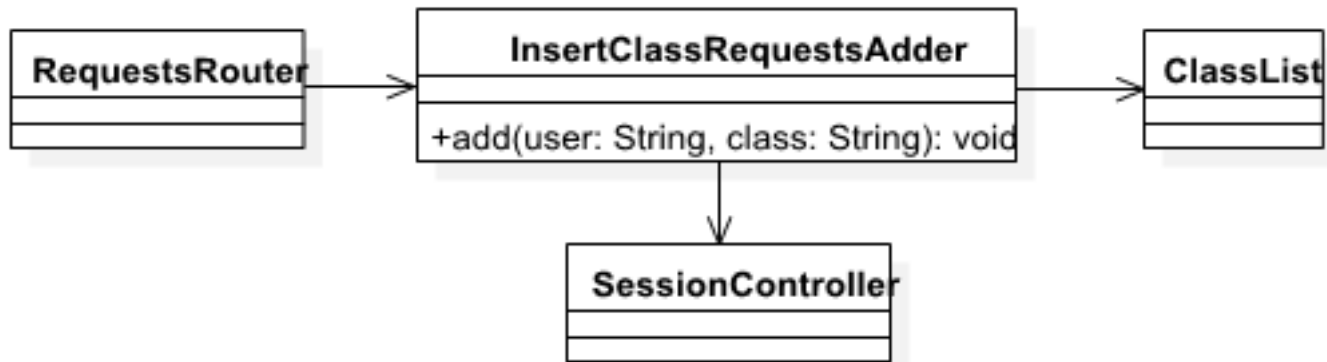 RequestsRouter
InsertClassRequestsAdder
+add(user: String, class: String): void
ClassList
SessionController